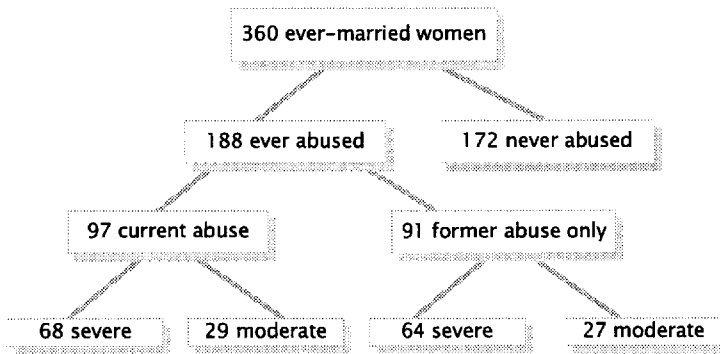 360 ever-married women
188 ever abused
172 never abused
97 current abuse
91 former abuse only
68 severe
29 moderate
64 severe
27 moderate